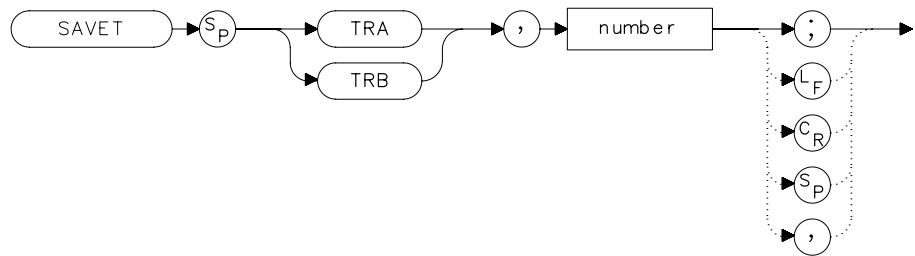 SAVET SP TRA , number ;
TRB LF
CR
SP
,